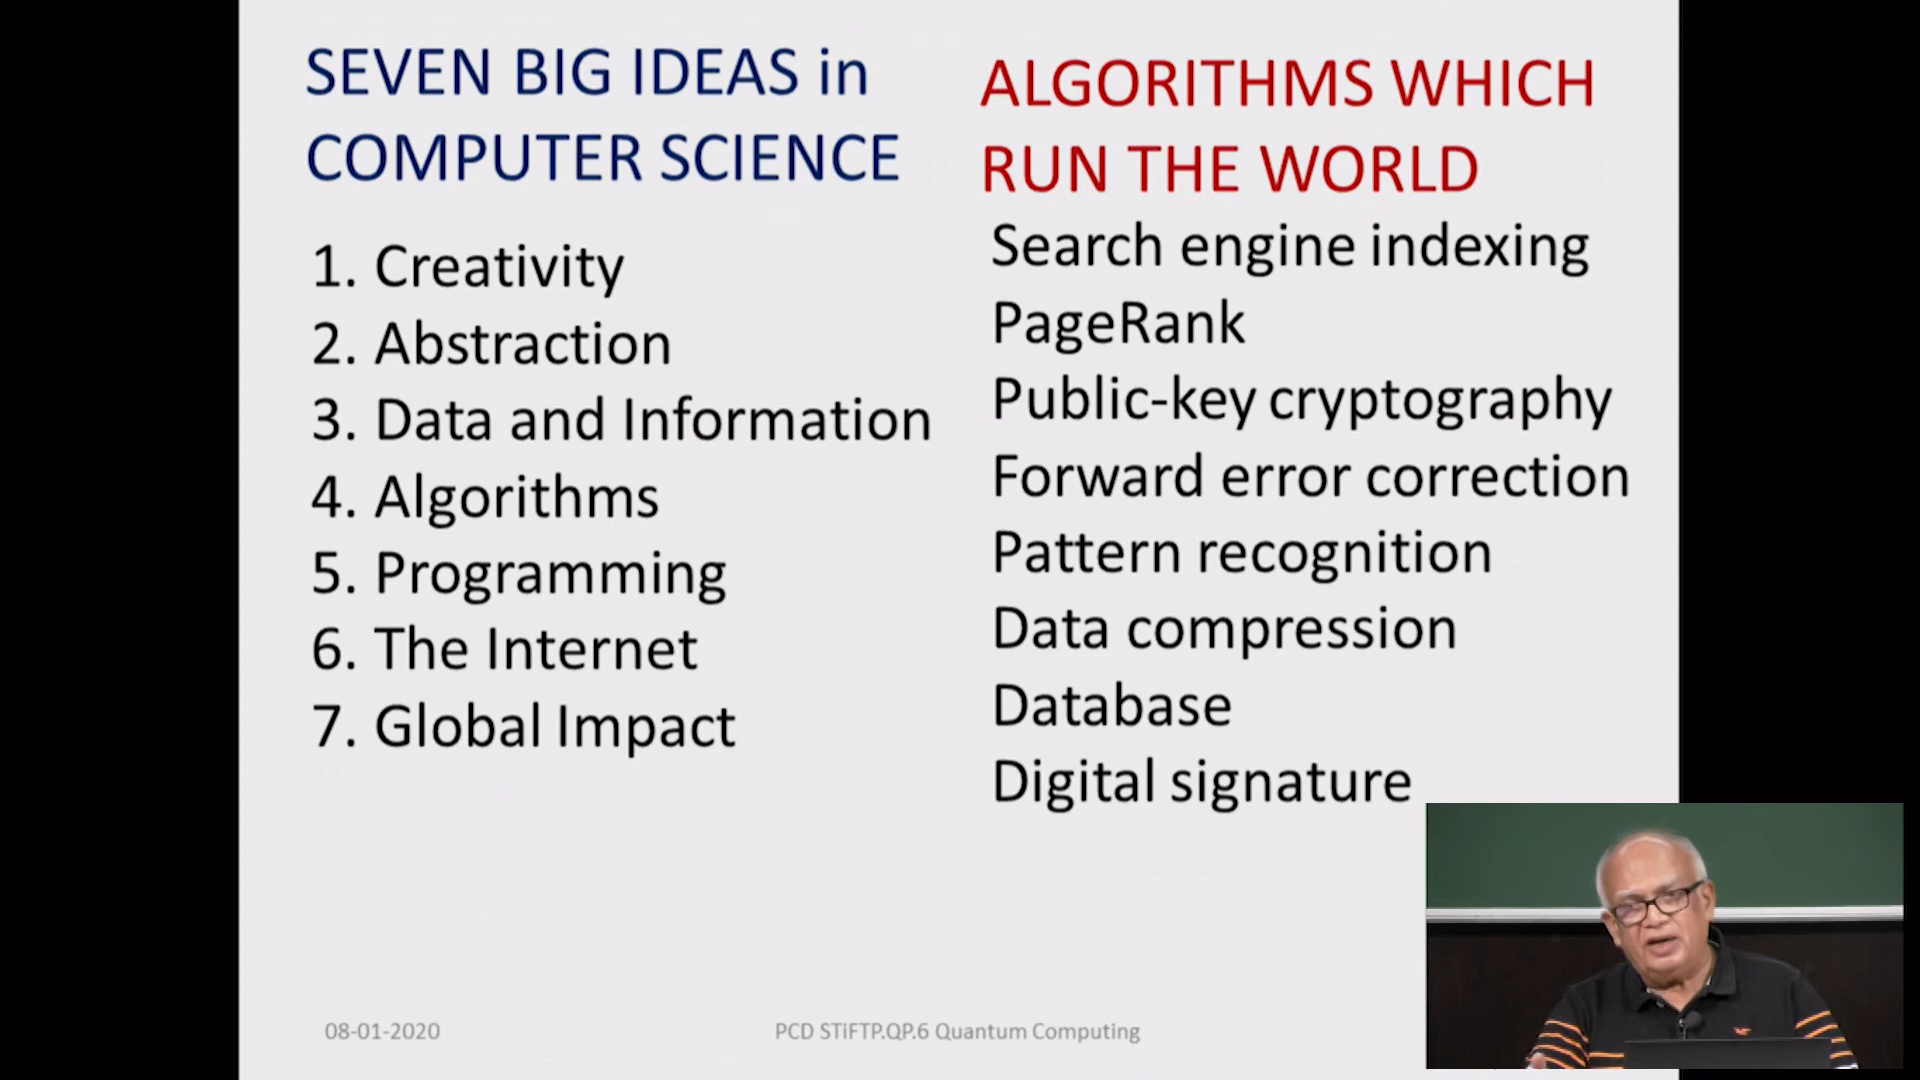 SEVEN BIG IDEAS in
COMPUTER SCIENCE
1. Creativity
2. Abstraction
3. Data and Information
4. Algorithms
5. Programming
6. The Internet
7. Global Impact
ALGORITHMS WHICH
RUN THE WORLD
Search engine indexing
PageRank
Public-key cryptography
Forward error correction
Pattern recognition
Data compression
Database
Digital signature
08-01-2020
PCD STiFTP.QP.6 Quantum Computing